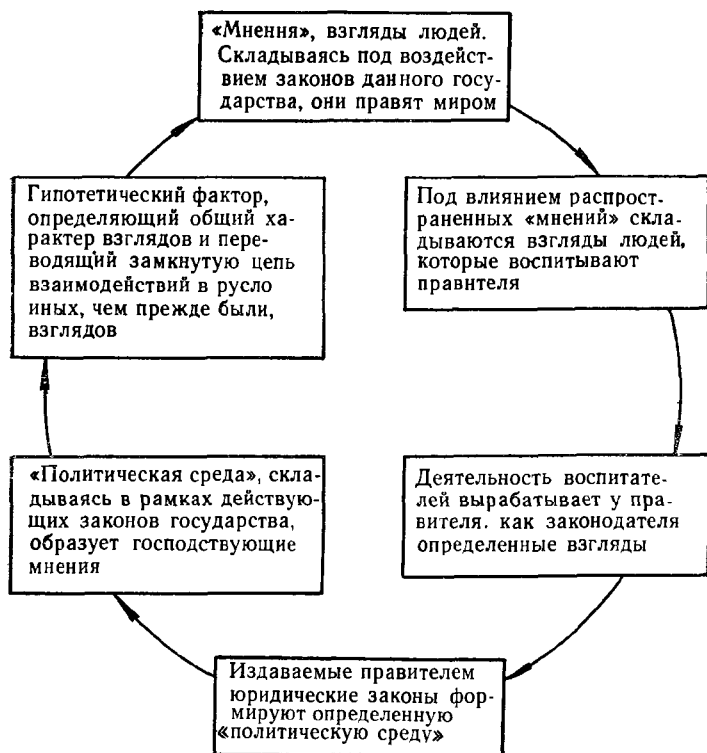 «Мнения», взгляды людей.
Складываясь под воздейст-
вием законов данного госу-
дарства, они правят миром
Под влиянием распрост-
раненных «мнений» скла-
дываются взгляды людей,
которые воспитывают
правителя
Деятельность воспитате-
лей вырабатывает у пра-
вителя. как законодателя
определенные взгляды
Издаваемые правителем
юридические законы фор-
мируют определенную
«политическую среду»
«Политическая среда», скла-
дываясь в рамках действую-
щих законов государства,
образует господствующие
мнения
Гипотетический фактор,
определяющий общий ха-
рактер взглядов и пере-
водящий замкнутую цепь
взаимодействий в русло
иных, чем прежде были,
взглядов